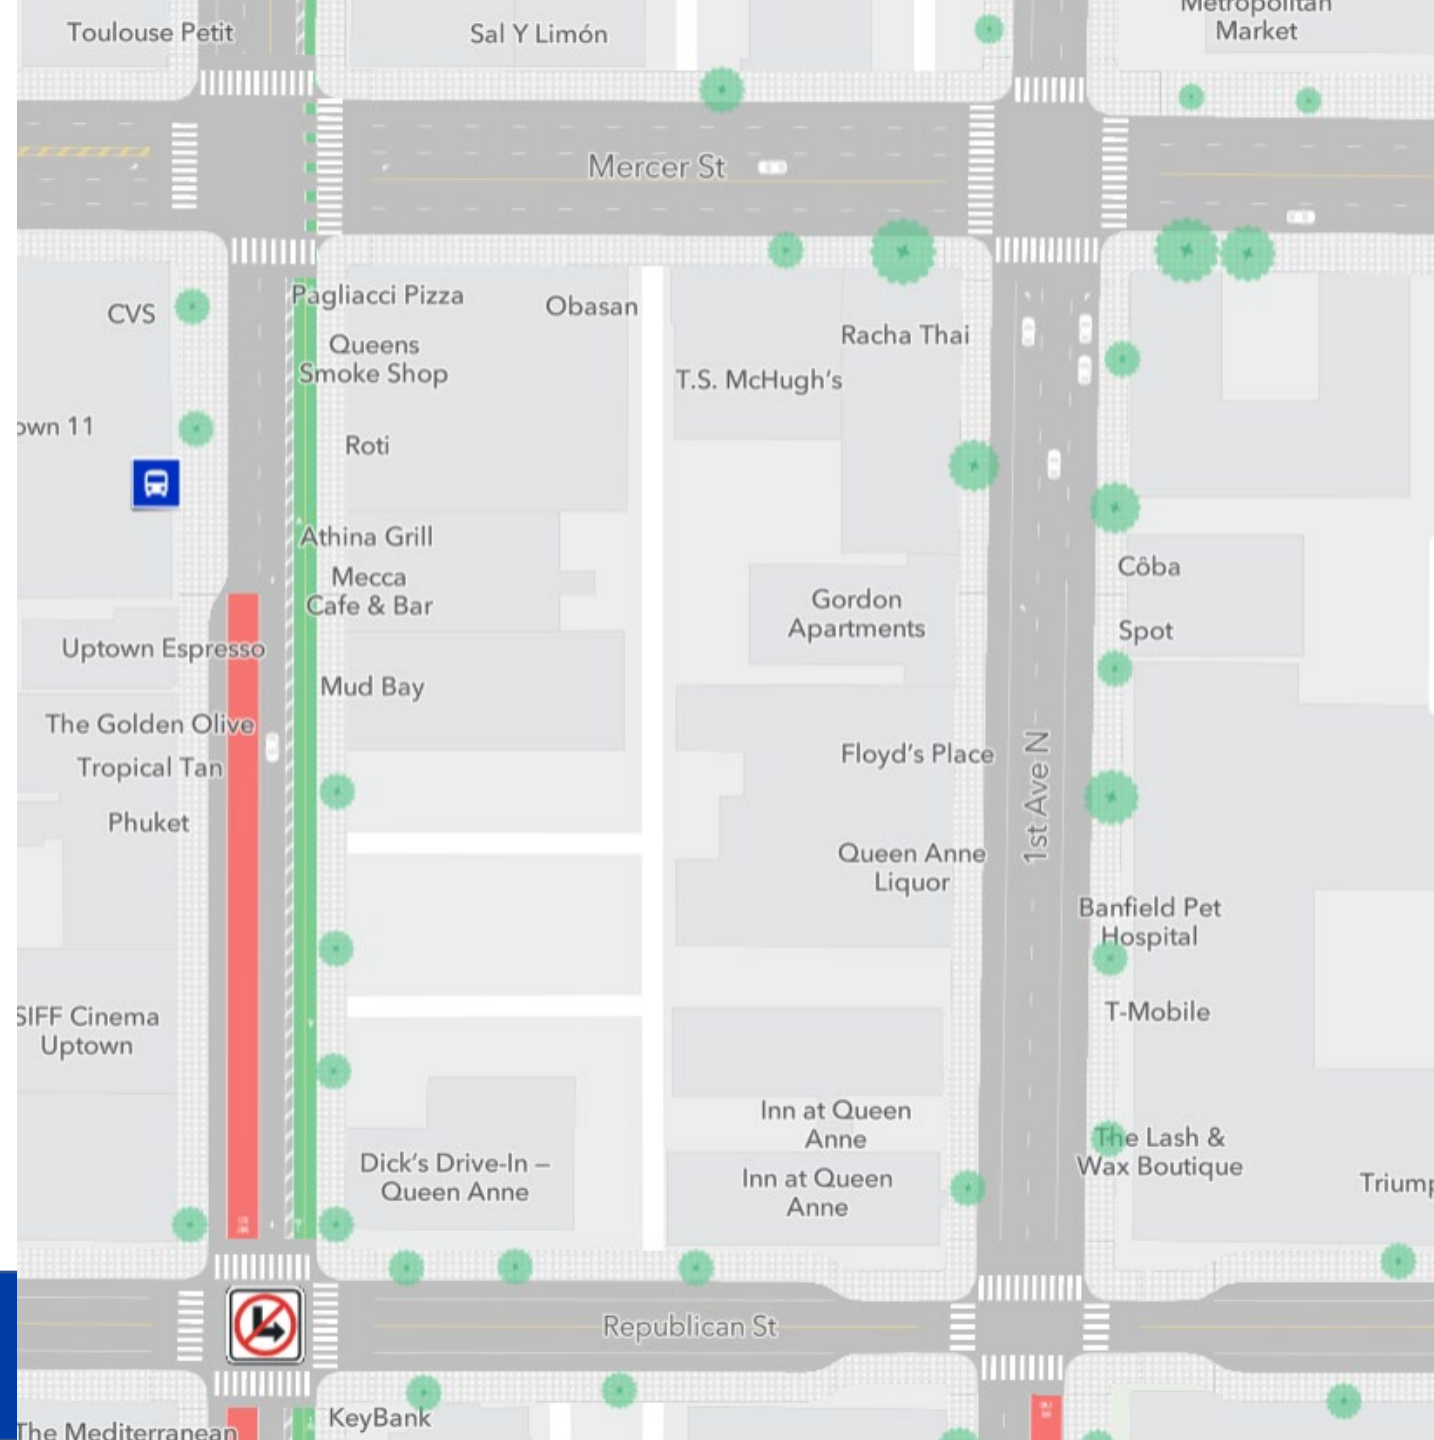 Toulouse Petit
Sal Y Limón
Metropolitan
Market
Mercer St
CVS
Pagliacci Pizza
Obasan
Queens
Smoke Shop
Racha Thai
T.S. McHugh's
own 11
Roti
Athina Grill
Mecca
Cafe & Bar
Côba
Gordon
Apartments
Spot
Uptown Espresso
Mud Bay
The Golden Olive
Tropical Tan
Phuket
Floyd's Place
1st Ave N
Queen Anne
Liquor
Banfield Pet
Hospital
SIFF Cinema
Uptown
T-Mobile
Inn at Queen
Anne
The Lash &
Wax Boutique
Dick's Drive-In –
Queen Anne
Inn at Queen
Anne
Triump
Republican St
KeyBank
The Mediterranean